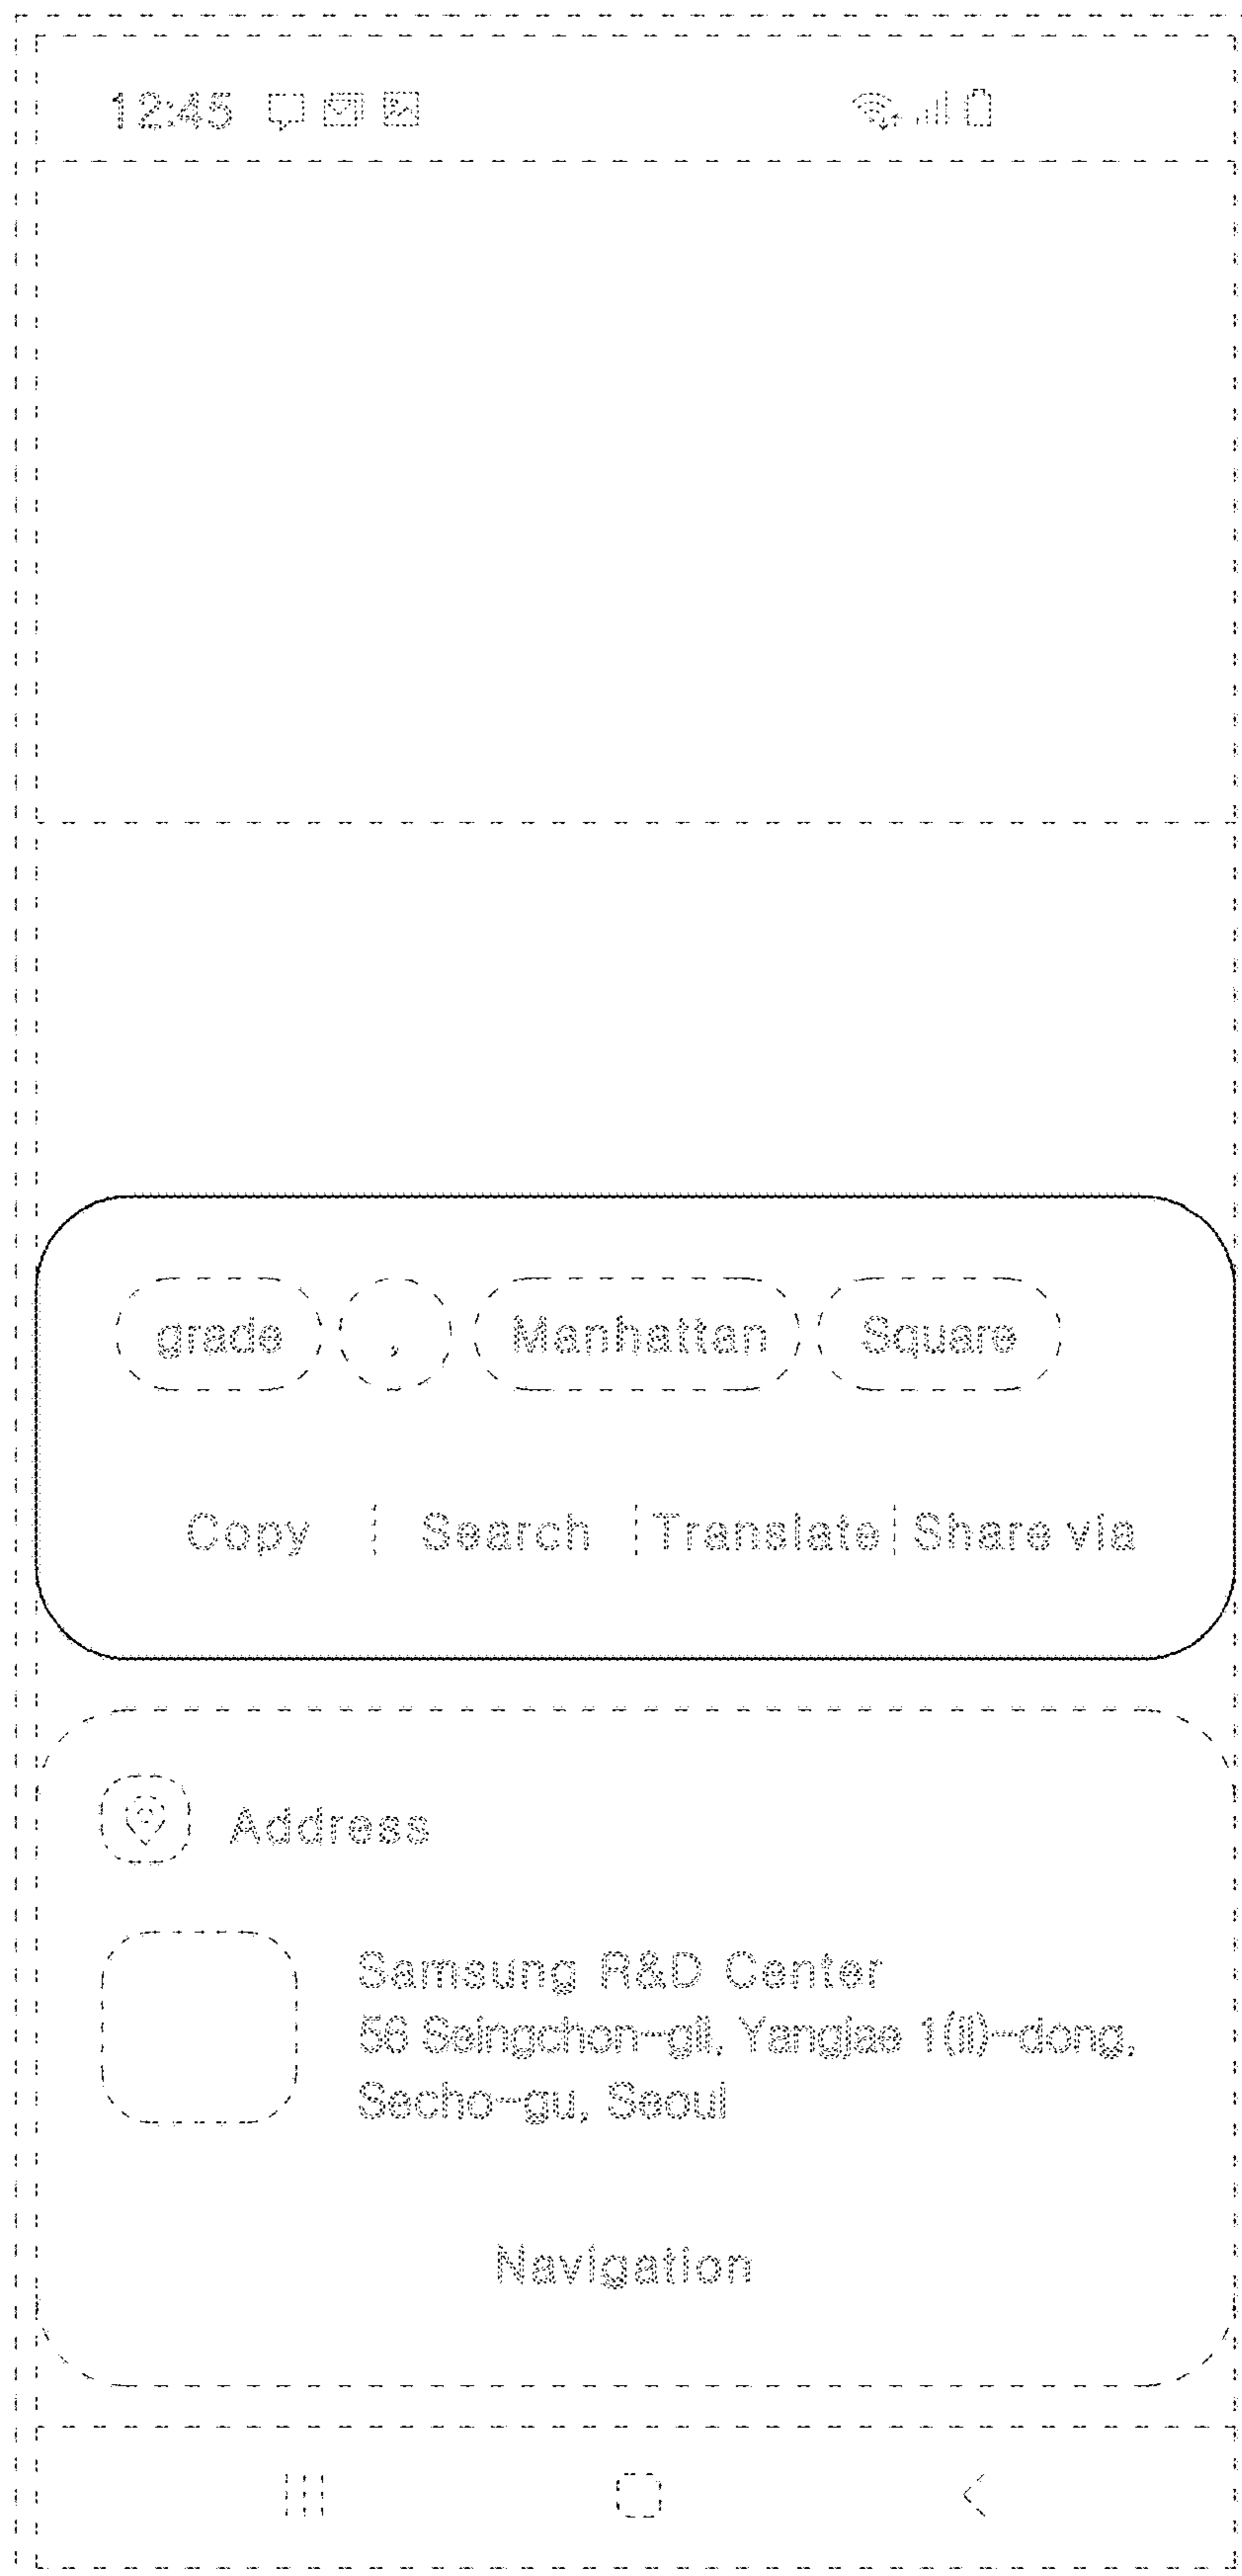 12:45
grade , Manhattan Square
Copy Search Translate Share via
Address
Samsung R&D Center
56 Seingchon-gil, Yangjae 1(il)-dong,
Secho-gu, Seoul
Navigation